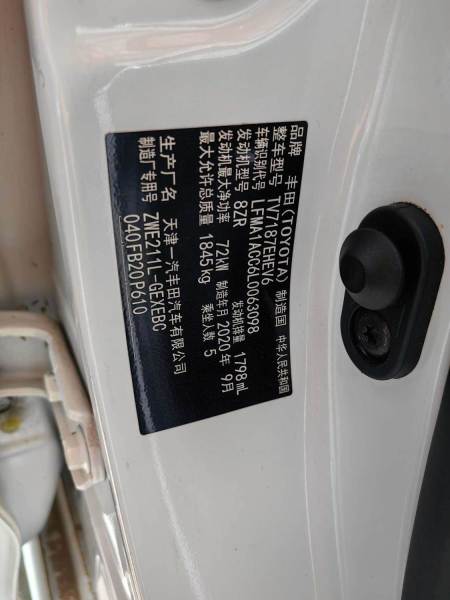 品牌 丰田(TOYOTA) 制造国 中华人民共和国
整车型号 TV7187EHEV6
车辆识别代号 LFMA1AGC6L0063098
发动机型号 8ZR 发动机排量 1798mL
发动机最大净功率 72kW 制造年月 2020年 9月
最大允许总质量 1845kg 乘坐人数 5
生产厂名 天津一汽丰田汽车有限公司
制造厂专用号 ZWE211L-GEXEBC
040TB20P610